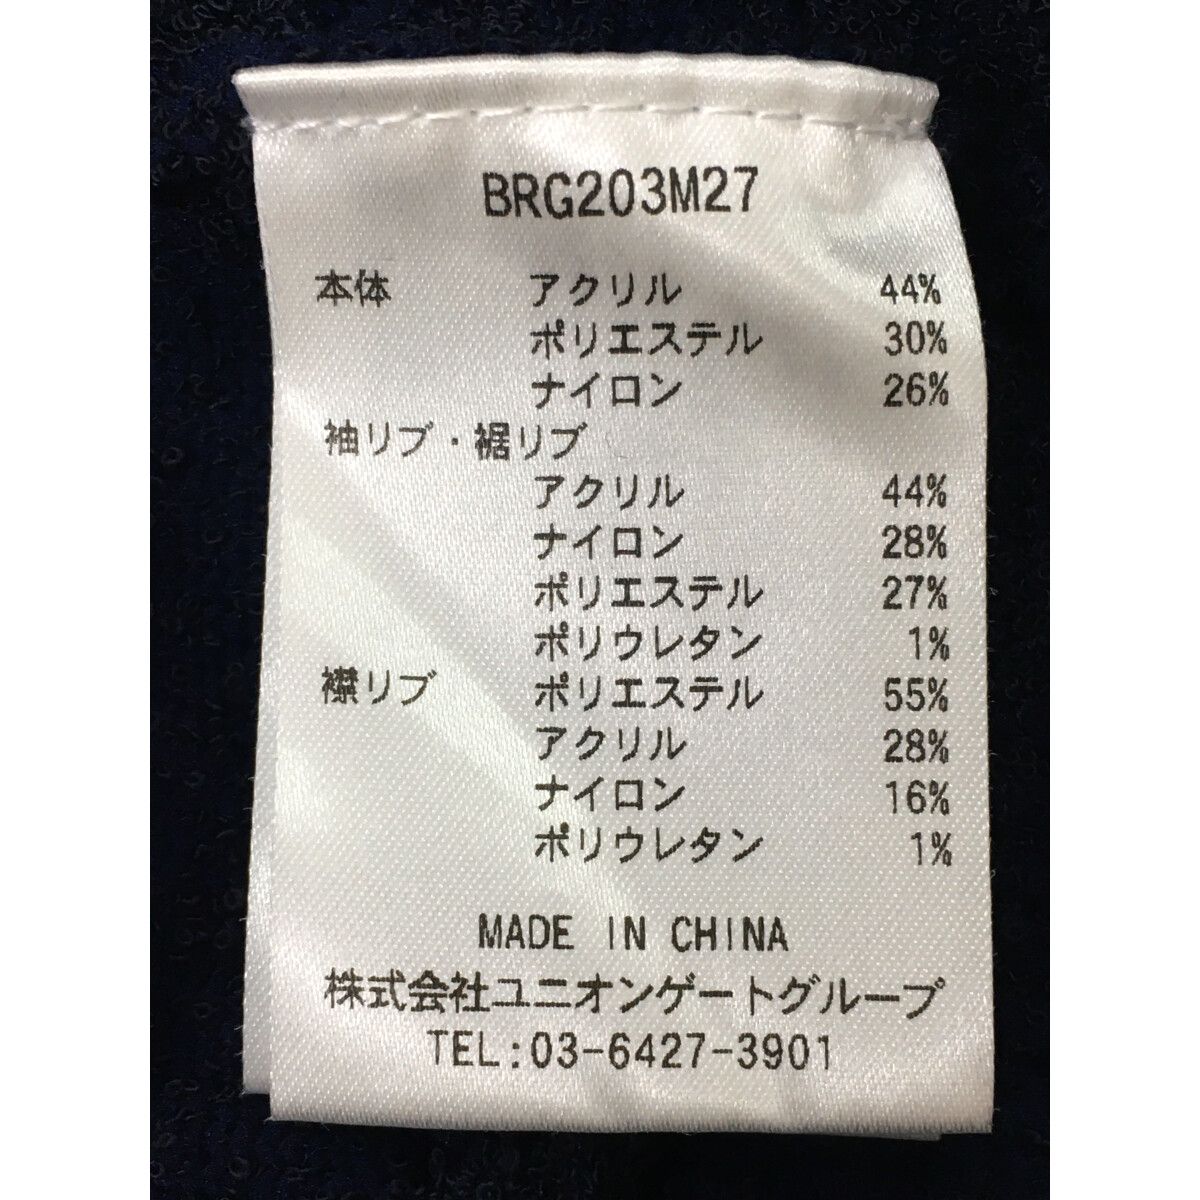 BRG203M27
本体 アクリル 44%
ポリエステル 30%
ナイロン 26%
袖リブ・裾リブ
アクリル 44%
ナイロン 28%
ポリエステル 27%
ポリウレタン 1%
襟リブ ポリエステル 55%
アクリル 28%
ナイロン 16%
ポリウレタン 1%
MADE IN CHINA
株式会社ユニオンゲートグループ
TEL:03-6427-3901